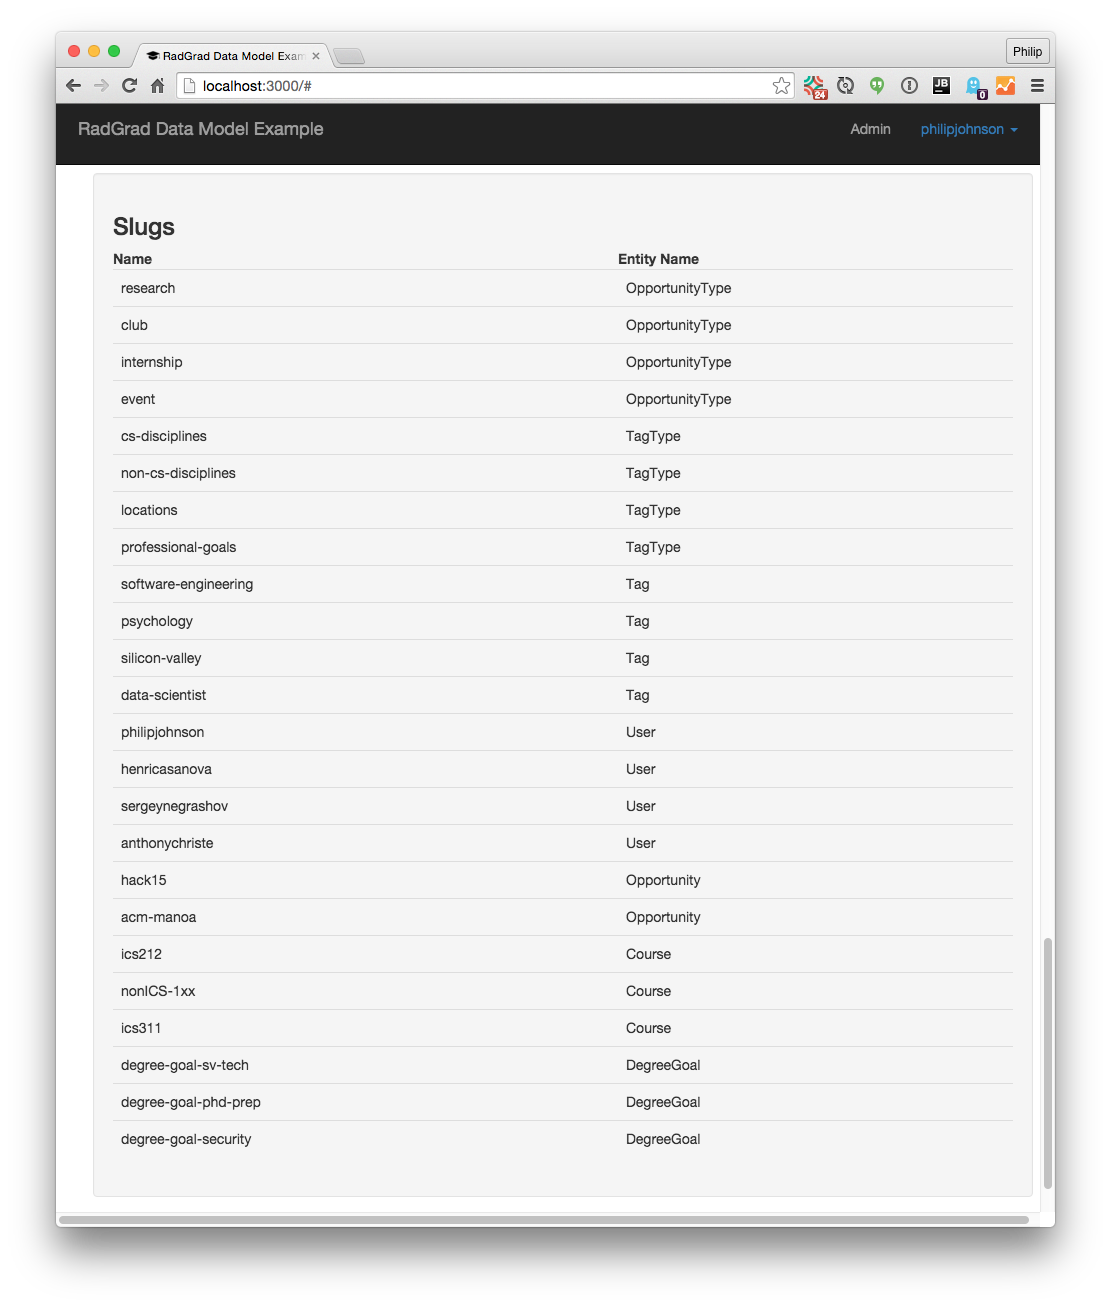 RadGrad Data Model Exam
Philip
localhost:3000/#
24
JB
0
RadGrad Data Model Example
Admin
philipjohnson
Slugs
Name Entity Name
research OpportunityType
club OpportunityType
internship OpportunityType
event OpportunityType
cs-disciplines TagType
non-cs-disciplines TagType
locations TagType
professional-goals TagType
software-engineering Tag
psychology Tag
silicon-valley Tag
data-scientist Tag
philipjohnson User
henricasanova User
sergeynegrashov User
anthonychriste User
hack15 Opportunity
acm-manoa Opportunity
ics212 Course
nonICS-1xx Course
ics311 Course
degree-goal-sv-tech DegreeGoal
degree-goal-phd-prep DegreeGoal
degree-goal-security DegreeGoal